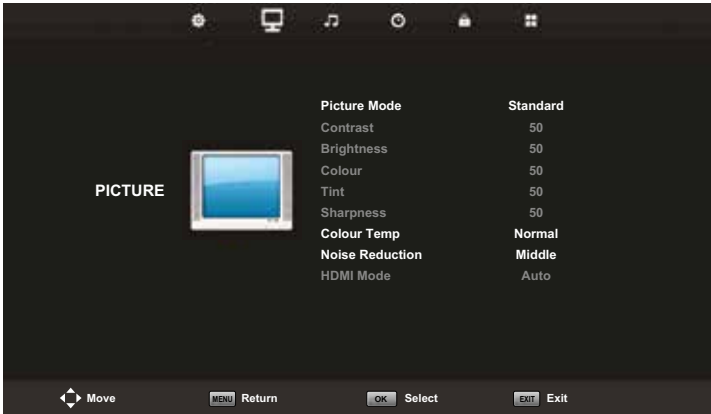 Picture Mode Standard
Contrast 50
Brightness 50
Colour 50
PICTURE
Tint 50
Sharpness 50
Colour Temp Normal
Noise Reduction Middle
HDMI Mode Auto
Move MENU Return OK Select EXIT Exit